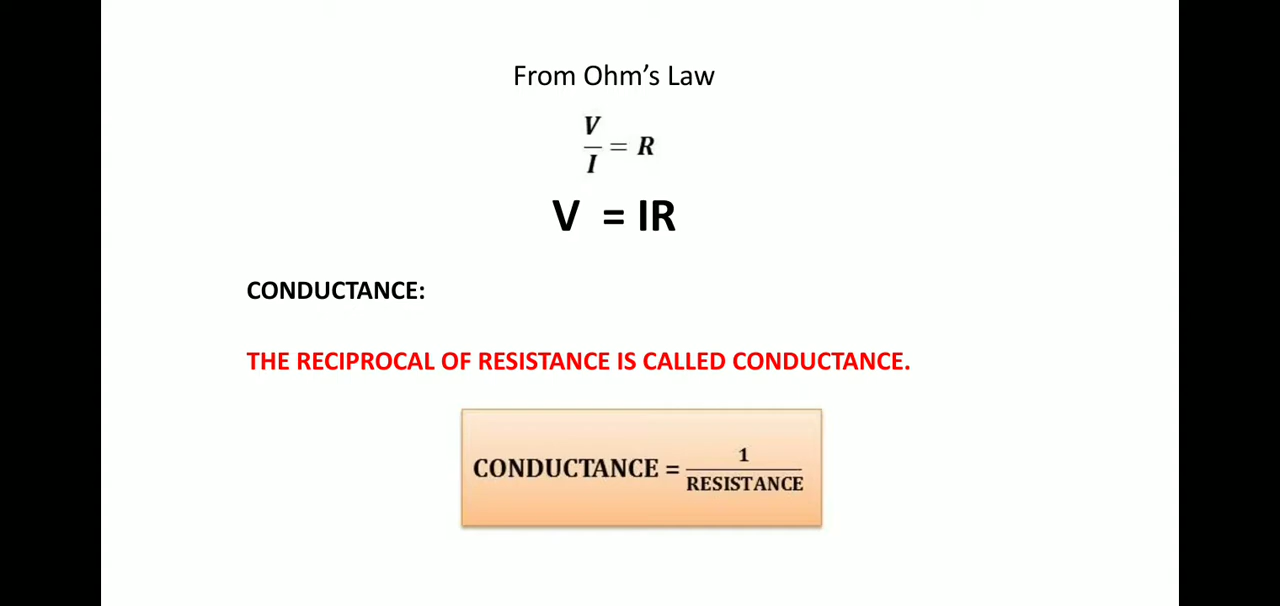 From Ohm's Law
V
I
= R
V = IR
CONDUCTANCE:
THE RECIPROCAL OF RESISTANCE IS CALLED CONDUCTANCE.
CONDUCTANCE =
1
RESISTANCE